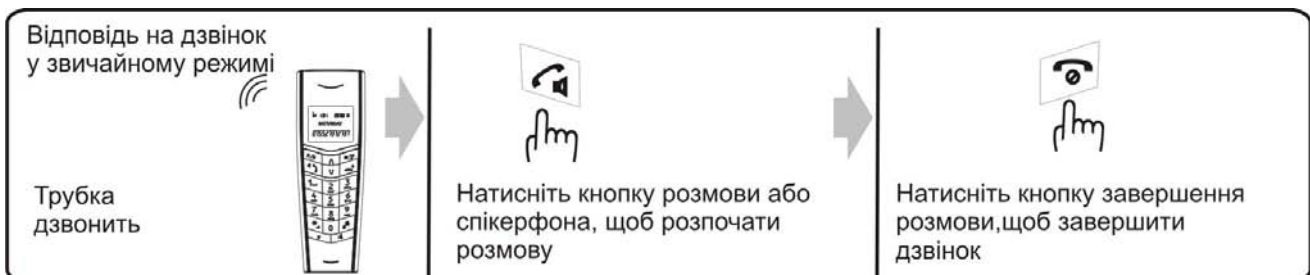 Відповідь на дзвінок
у звичайному режимі
Трубка
дзвонить
Натисніть кнопку розмови або
спікерфона, щоб розпочати
розмову
Натисніть кнопку завершення
розмови,щоб завершити
дзвінок